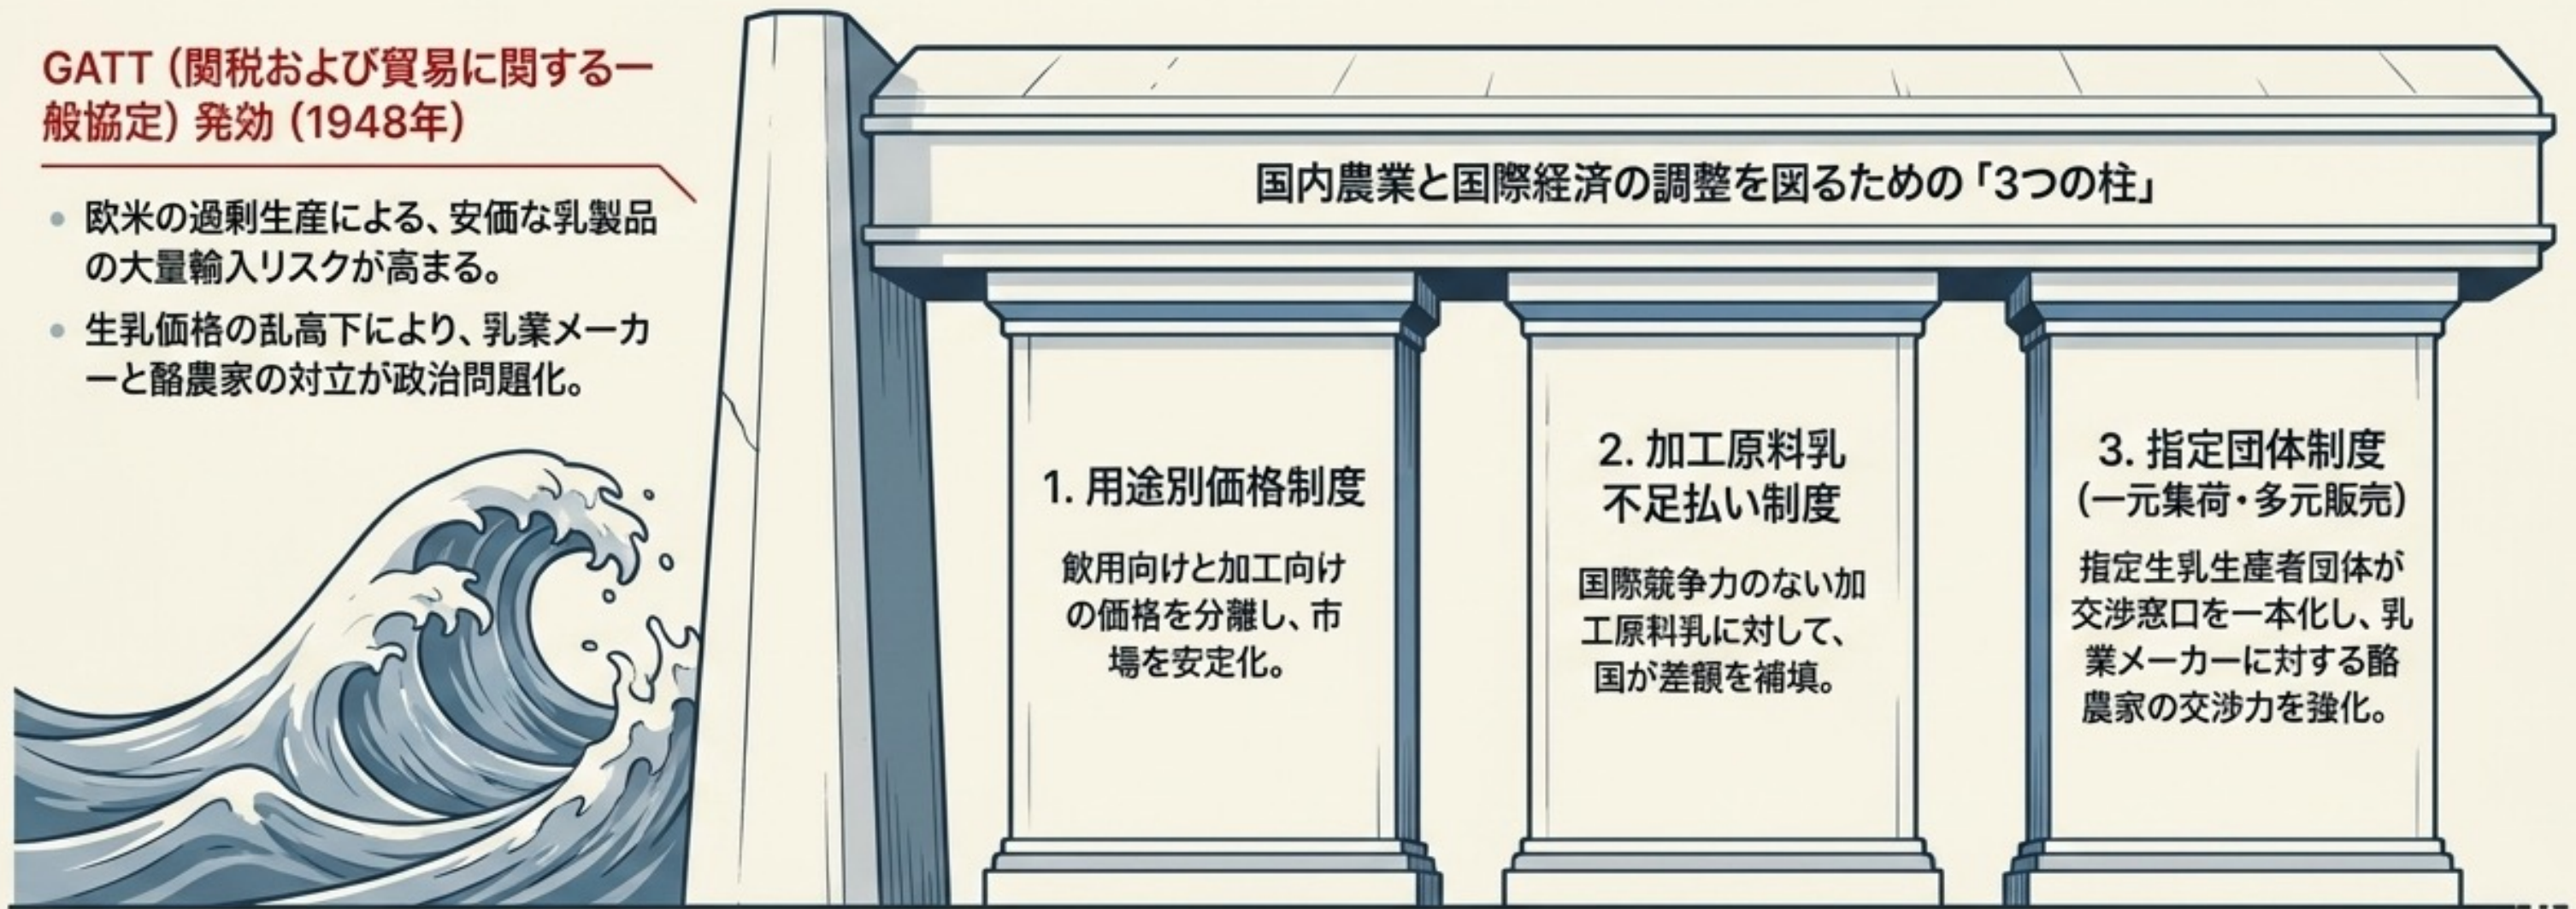 GATT（関税および貿易に関する一
般協定）発効（1948年）
• 欧米の過剰生産による、安価な乳製品
の大量輸入リスクが高まる。
• 生乳価格の乱高下により、乳業メーカ
ーと酪農家の対立が政治問題化。
国内農業と国際経済の調整を図るための「3つの柱」
1. 用途別価格制度
飲用向けと加工向け
の価格を分離し、市
場を安定化。
2. 加工原料乳
不足払い制度
国際競争力のない加
工原料乳に対して、
国が差額を補填。
3. 指定団体制度
（一元集荷・多元販売）
指定生乳生産者団体が
交渉窓口を一本化し、乳
業メーカーに対する酪
農家の交渉力を強化。